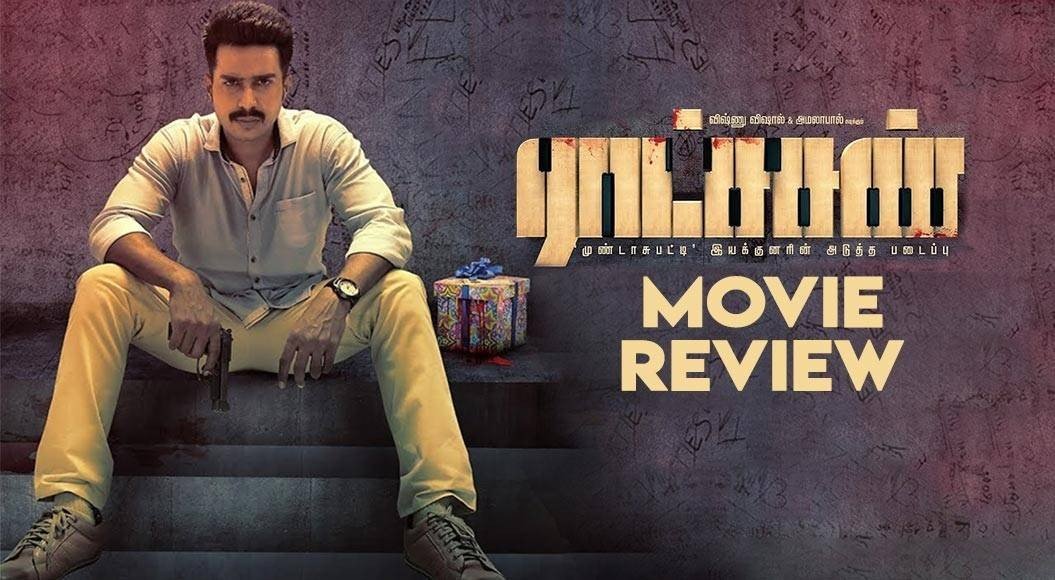 விஷ்ணு விஷால் & அமலாபால்
ராட்சசன்
'முண்டாசுபட்டி' இயக்குனரின் அடுத்த படைப்பு
MOVIE
REVIEW